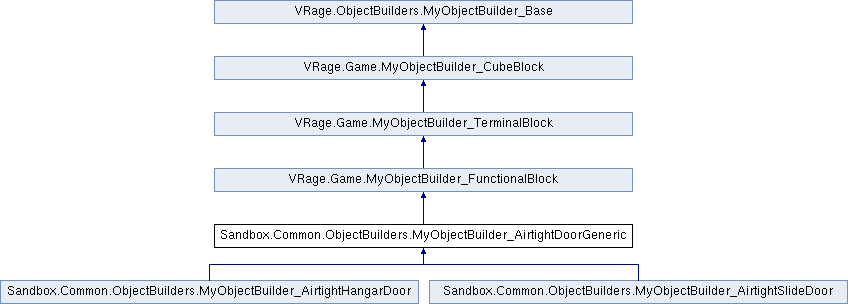 VRage.ObjectBuilders.MyObjectBuilder_Base
VRage.Game.MyObjectBuilder_CubeBlock
VRage.Game.MyObjectBuilder_TerminalBlock
VRage.Game.MyObjectBuilder_FunctionalBlock
Sandbox.Common.ObjectBuilders.MyObjectBuilder_AirtightDoorGeneric
Sandbox.Common.ObjectBuilders.MyObjectBuilder_AirtightHangarDoor
Sandbox.Common.ObjectBuilders.MyObjectBuilder_AirtightSlideDoor